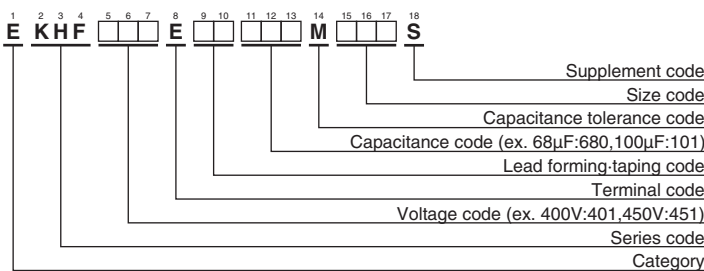 1 2 3 4 5 6 7 8 9 10 11 12 13 14 15 16 17 18
E KHF E M S
Supplement code
Size code
Capacitance tolerance code
Capacitance code (ex. 68µF:680,100µF:101)
Lead forming·taping code
Terminal code
Voltage code (ex. 400V:401,450V:451)
Series code
Category